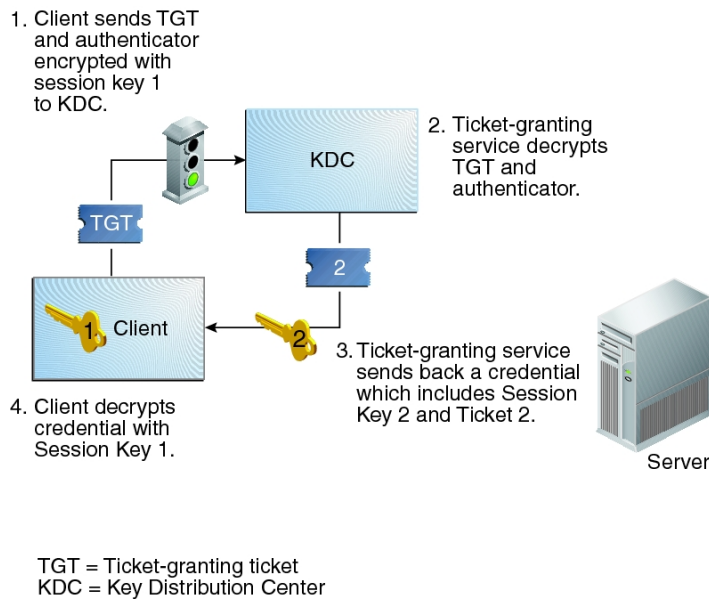 1. Client sends TGT
and authenticator
encrypted with
session key 1
to KDC.
KDC
2. Ticket-granting
service decrypts
TGT and
authenticator.
TGT
2
1 Client
2
3. Ticket-granting service
sends back a credential
which includes Session
Key 2 and Ticket 2.
4. Client decrypts
credential with
Session Key 1.
Server
TGT = Ticket-granting ticket
KDC = Key Distribution Center